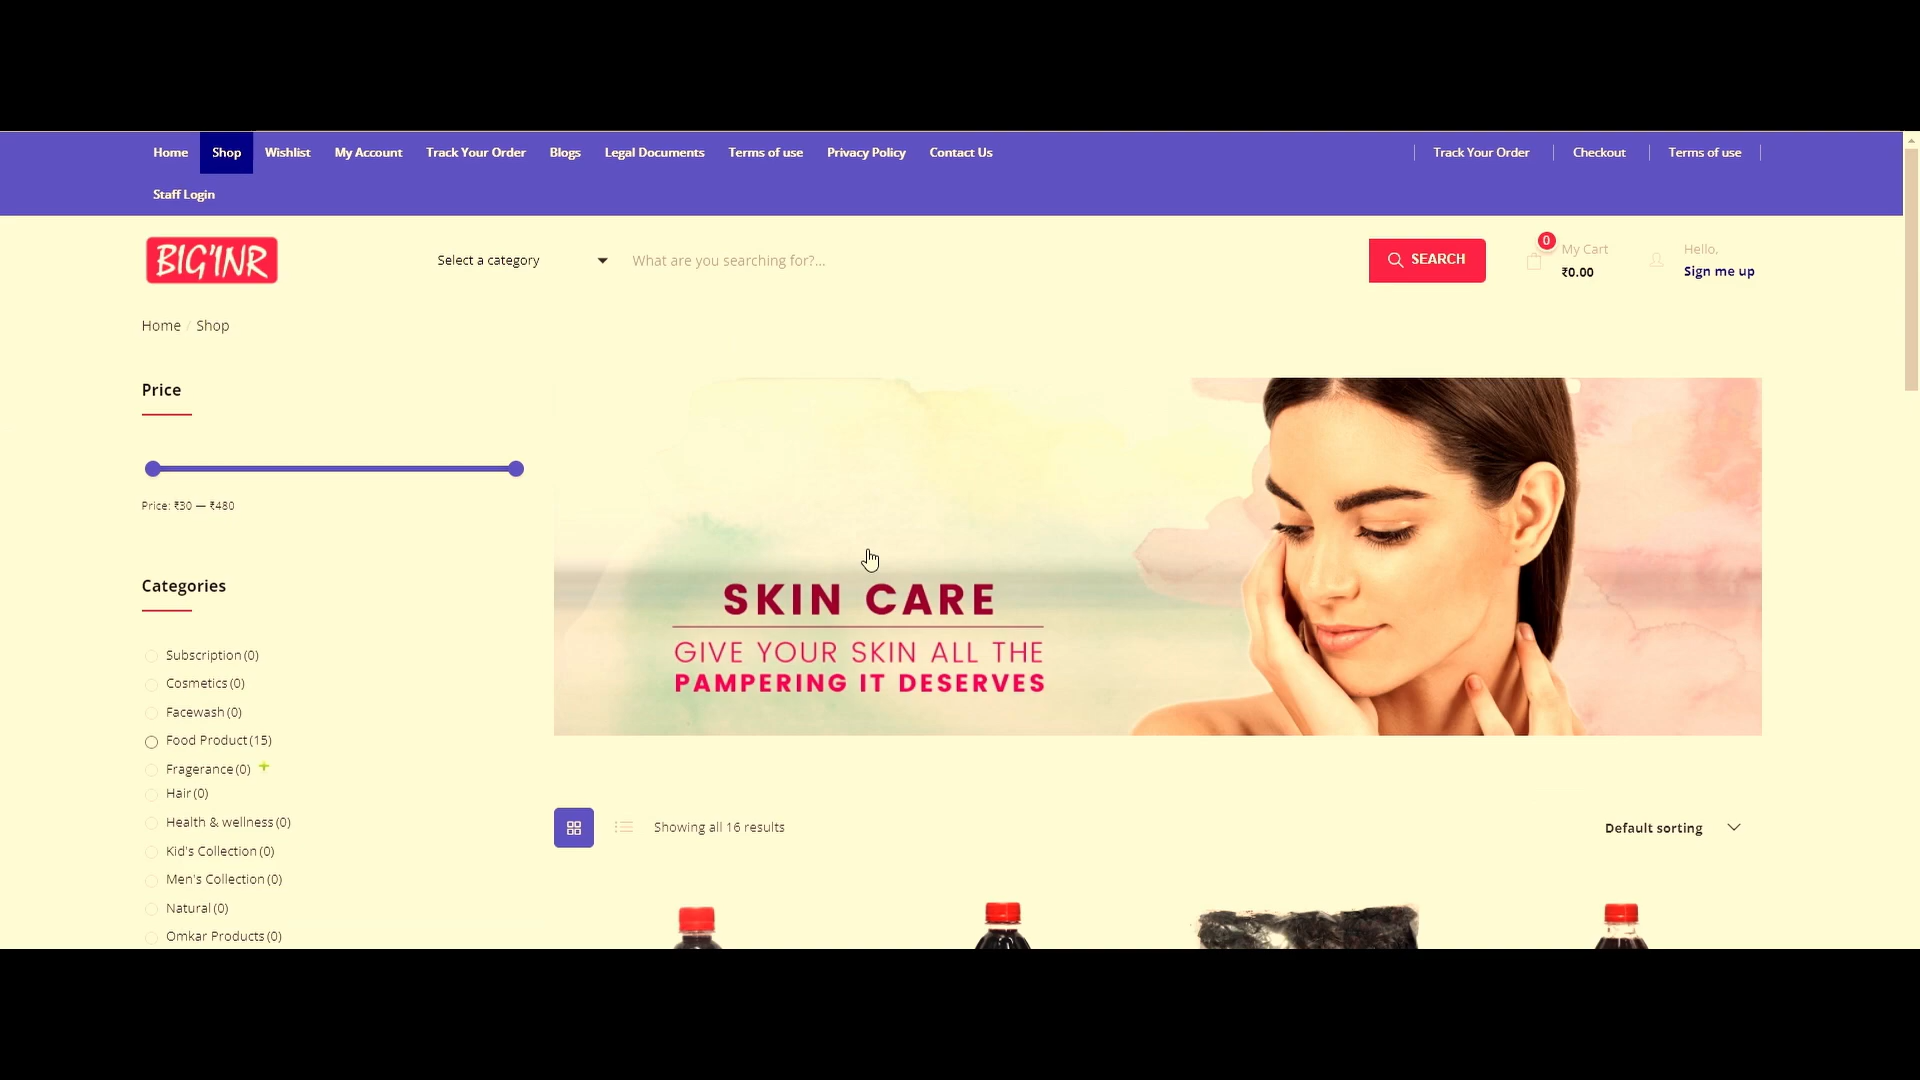 Home Shop Wishlist My Account Track Your Order Blogs Legal Documents Terms of use Privacy Policy Contact Us Track Your Order Checkout Terms of use
Staff Login
BIG'INR
Select a category
What are you searching for?...
SEARCH
0
My Cart
₹0.00
Hello,
Sign me up
Home / Shop
Price
Price: ₹30 — ₹480
Categories
Subscription (0)
Cosmetics (0)
Facewash (0)
Food Product (15)
Fragerance (0) +
Hair (0)
Health & wellness (0)
Kid's Collection (0)
Men's Collection (0)
Natural (0)
Omkar Products (0)
SKIN CARE
GIVE YOUR SKIN ALL THE
PAMPERING IT DESERVES
Showing all 16 results
Default sorting